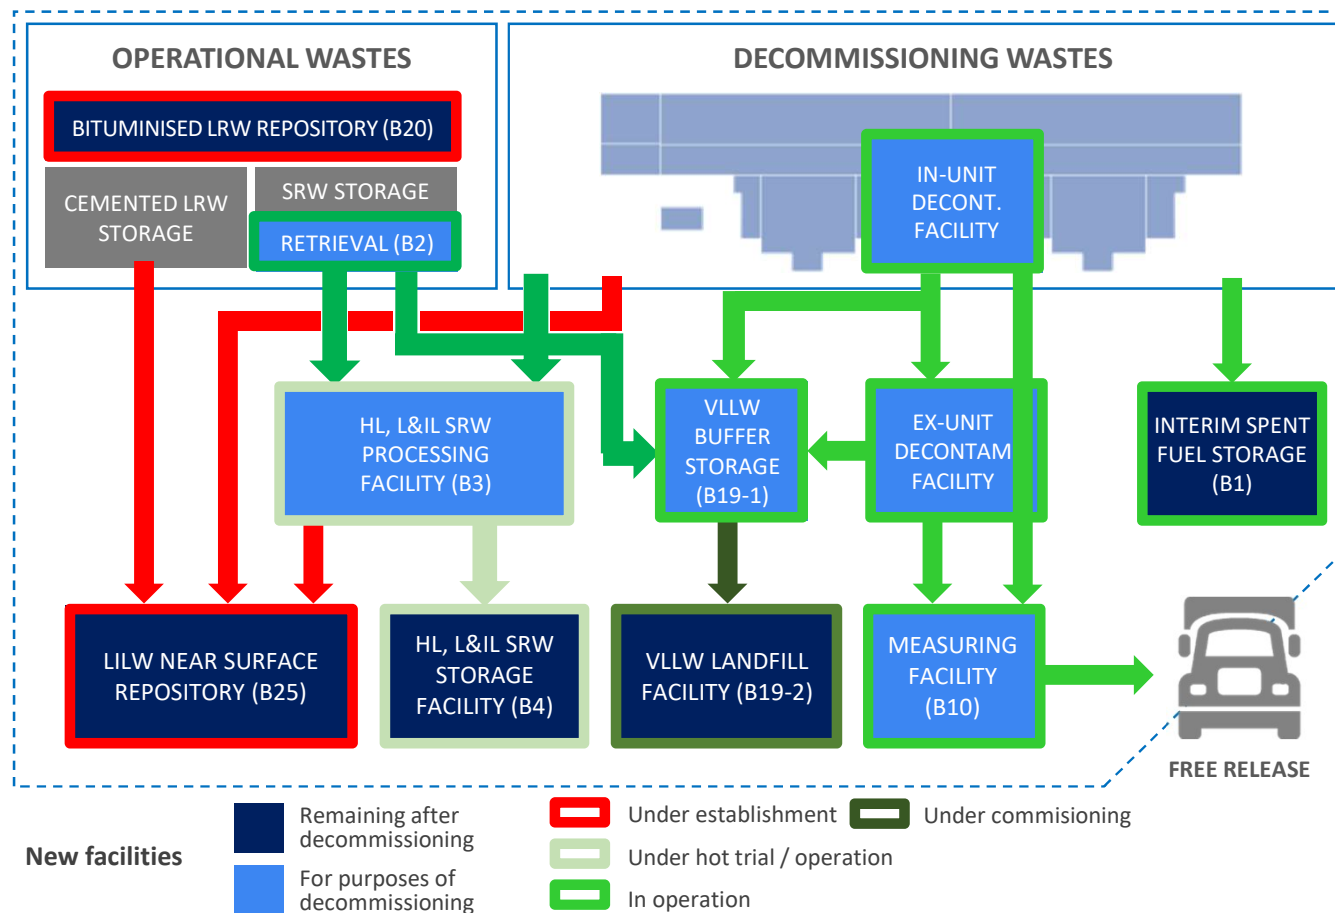 OPERATIONAL WASTES
DECOMMISSIONING WASTES
BITUMINISED LRW REPOSITORY (B20)
CEMENTED LRW
STORAGE
SRW STORAGE
RETRIEVAL (B2)
IN-UNIT
DECONT.
FACILITY
HL, L&IL SRW
PROCESSING
FACILITY (B3)
VLLW
BUFFER
STORAGE
(B19-1)
EX-UNIT
DECONTAM
FACILITY
INTERIM SPENT
FUEL STORAGE
(B1)
LILW NEAR SURFACE
REPOSITORY (B25)
HL, L&IL SRW
STORAGE
FACILITY (B4)
VLLW LANDFILL
FACILITY (B19-2)
MEASURING
FACILITY
(B10)
FREE RELEASE
New facilities
Remaining after
decommissioning
For purposes of
decommissioning
Under establishment
Under hot trial / operation
In operation
Under commisioning